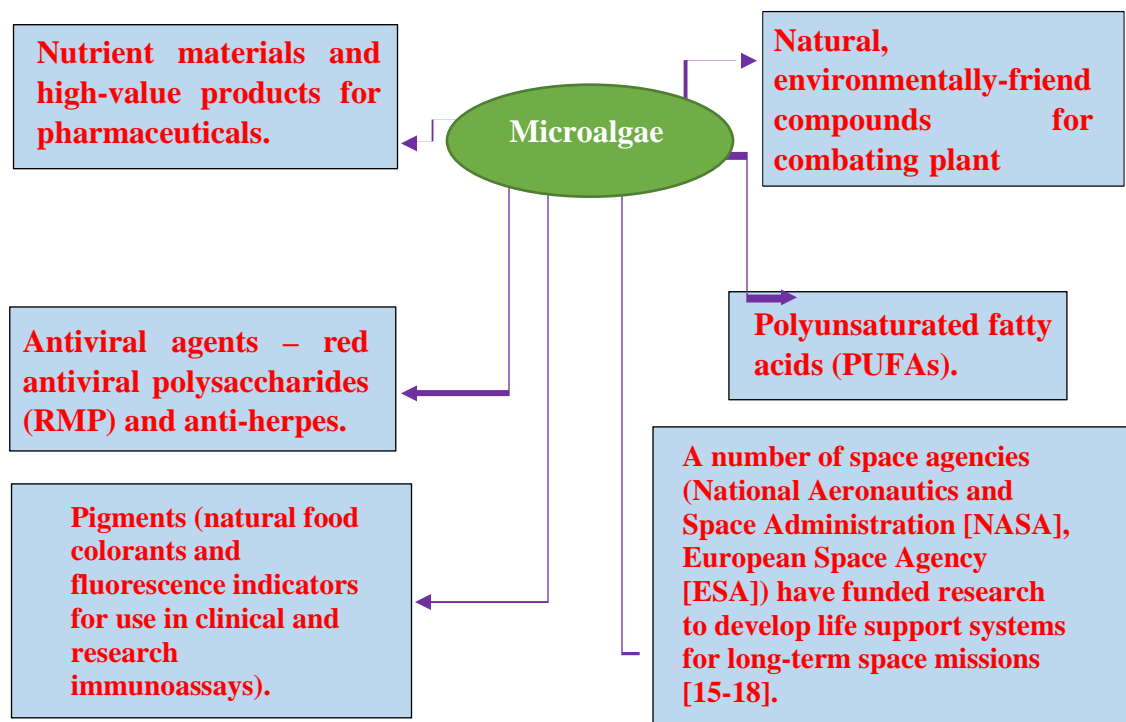 Nutrient materials and
high-value products for
pharmaceuticals.
Microalgae
Natural,
environmentally-friend
compounds for
combating plant
Antiviral agents – red
antiviral polysaccharides
(RMP) and anti-herpes.
Polyunsaturated fatty
acids (PUFAs).
Pigments (natural food
colorants and
fluorescence indicators
for use in clinical and
research
immunoassays).
A number of space agencies
(National Aeronautics and
Space Administration [NASA],
European Space Agency
[ESA]) have funded research
to develop life support systems
for long-term space missions
[15-18].